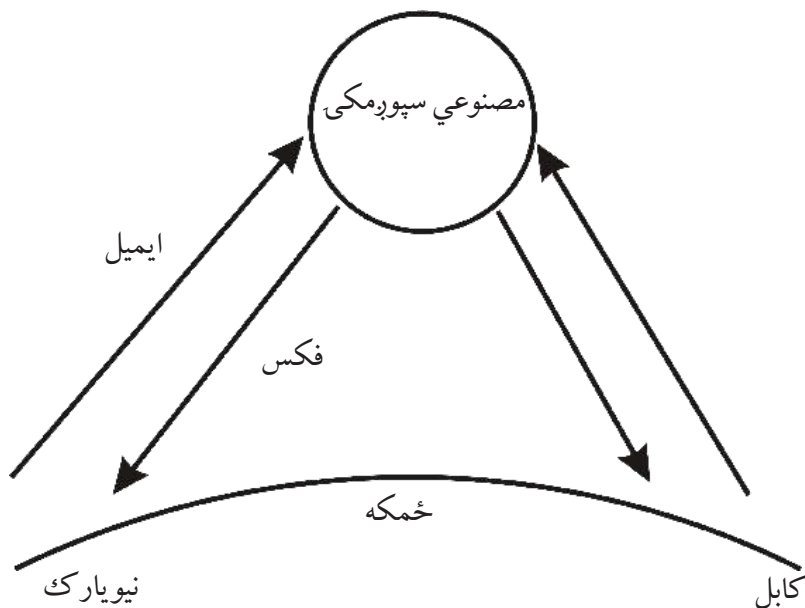 مصنوعي سپوږمکۍ
ایمیل
فکس
ځمکه
کابل
نیویارک